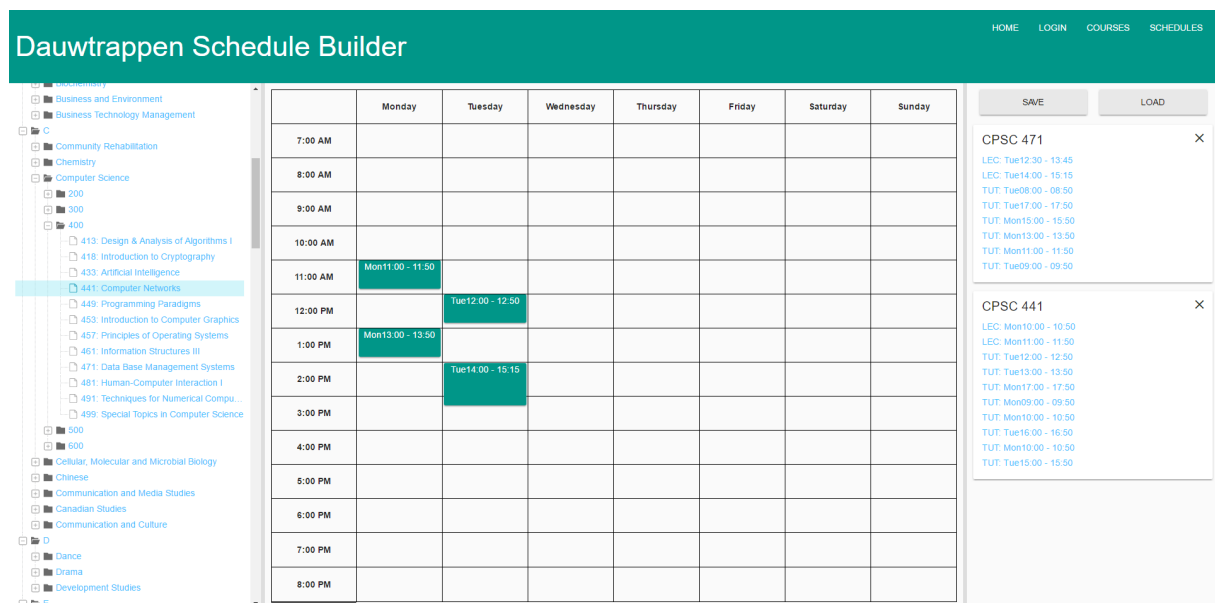 HOME LOGIN COURSES SCHEDULES
Dauwtrappen Schedule Builder
Biochemistry
Business and Environment
Business Technology Management
C
Community Rehabilitation
Chemistry
Computer Science
200
300
400
413: Design & Analysis of Algorithms I
418: Introduction to Cryptography
433: Artificial Intelligence
441: Computer Networks
449: Programming Paradigms
453: Introduction to Computer Graphics
457: Principles of Operating Systems
461: Information Structures III
471: Data Base Management Systems
481: Human-Computer Interaction I
491: Techniques for Numerical Compu...
499: Special Topics in Computer Science
500
600
Cellular, Molecular and Microbial Biology
Chinese
Communication and Media Studies
Canadian Studies
Communication and Culture
D
Dance
Drama
Development Studies
Monday Tuesday Wednesday Thursday Friday Saturday Sunday
7:00 AM
8:00 AM
9:00 AM
10:00 AM
Mon11:00 - 11:50
11:00 AM
Tue12:00 - 12:50
12:00 PM
Mon13:00 - 13:50
1:00 PM
Tue14:00 - 15:15
2:00 PM
3:00 PM
4:00 PM
5:00 PM
6:00 PM
7:00 PM
8:00 PM
SAVE LOAD
CPSC 471
LEC: Tue12:30 - 13:45
LEC: Tue14:00 - 15:15
TUT: Tue08:00 - 08:50
TUT: Tue17:00 - 17:50
TUT: Mon15:00 - 15:50
TUT: Mon13:00 - 13:50
TUT: Mon11:00 - 11:50
TUT: Tue09:00 - 09:50
CPSC 441
LEC: Mon10:00 - 10:50
LEC: Mon11:00 - 11:50
TUT: Tue12:00 - 12:50
TUT: Tue13:00 - 13:50
TUT: Mon17:00 - 17:50
TUT: Mon09:00 - 09:50
TUT: Mon10:00 - 10:50
TUT: Tue16:00 - 16:50
TUT: Mon10:00 - 10:50
TUT: Tue15:00 - 15:50